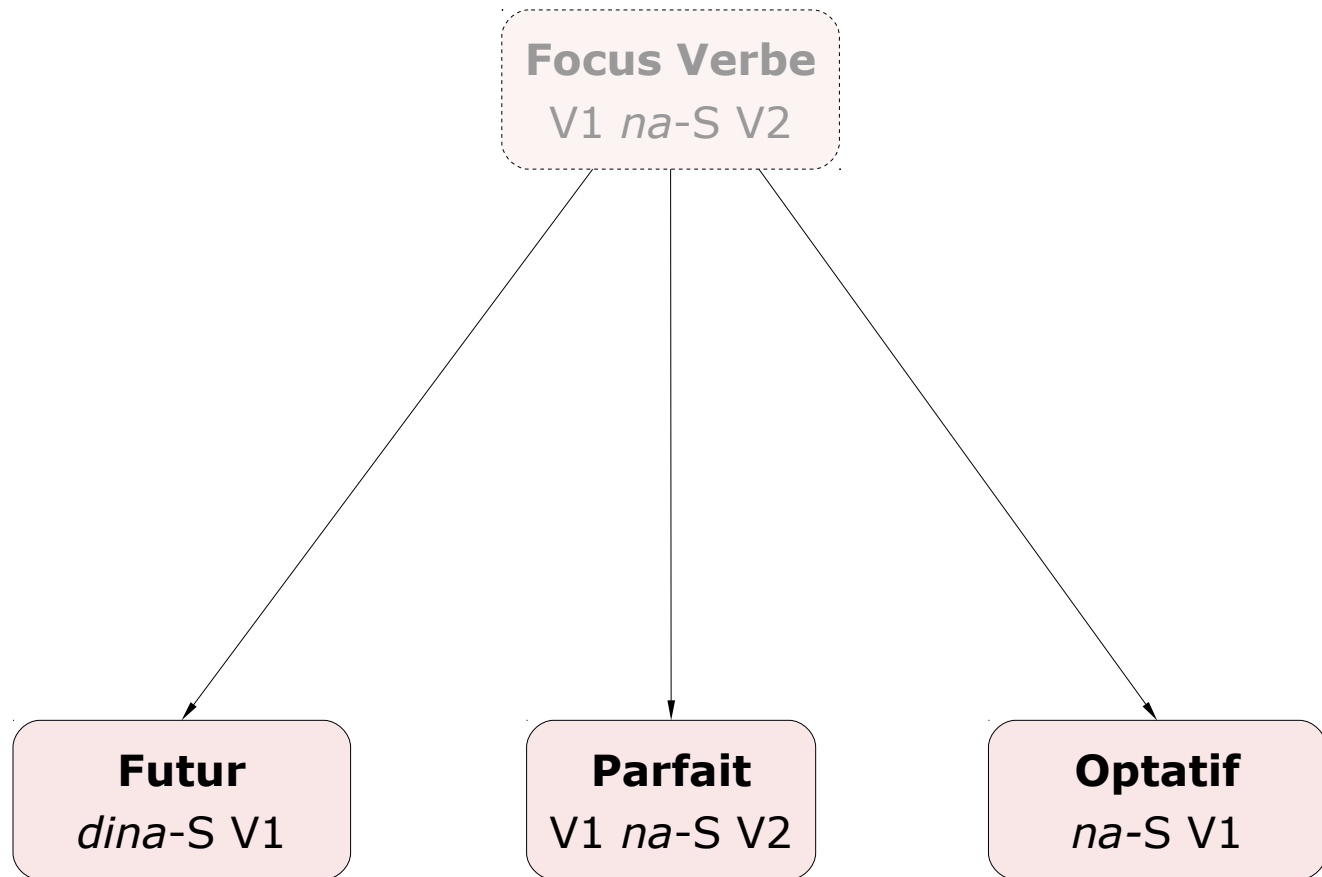 Focus Verbe
V1 na-S V2
Futur
dina-S V1
Parfait
V1 na-S V2
Optatif
na-S V1